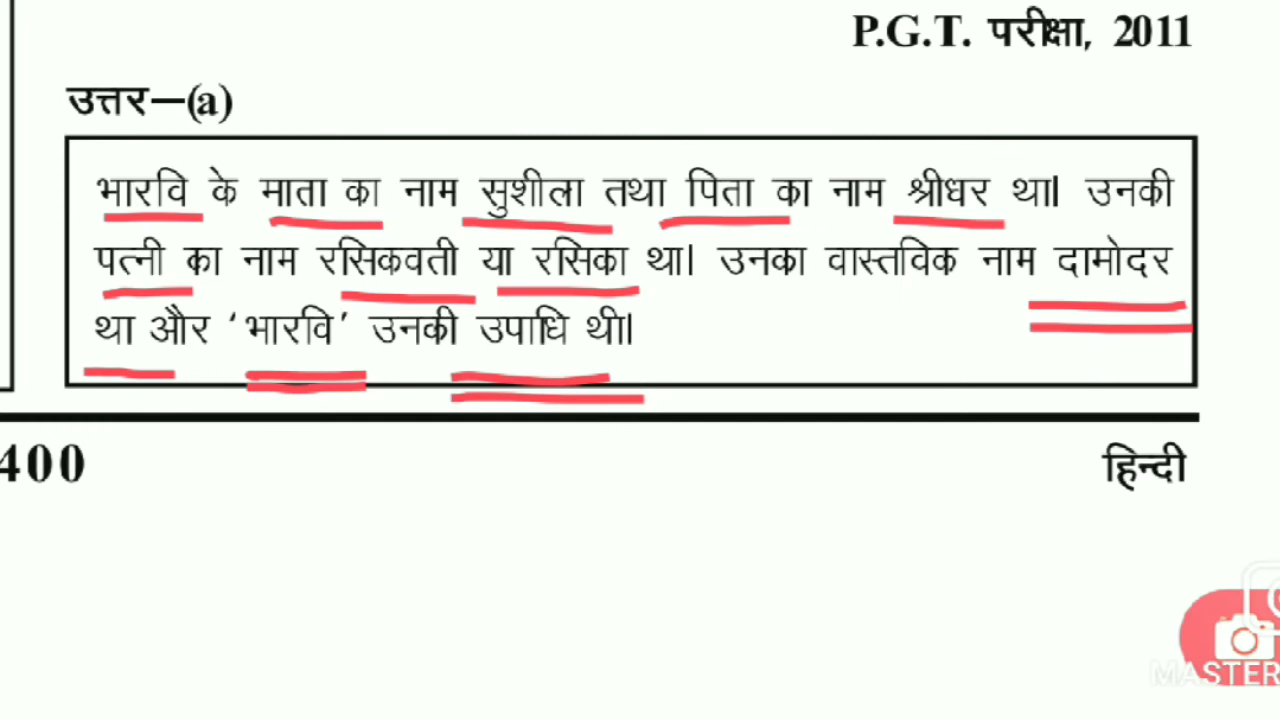 P.G.T. परीक्षा, 2011
उत्तर—(a)
भारवि के माता का नाम सुशीला तथा पिता का नाम श्रीधर था। उनकी
पत्नी का नाम रसिकवती या रसिका था। उनका वास्तविक नाम दामोदर
था और ‘भारवि’ उनकी उपाधि थी।
400
हिन्दी
MASTER